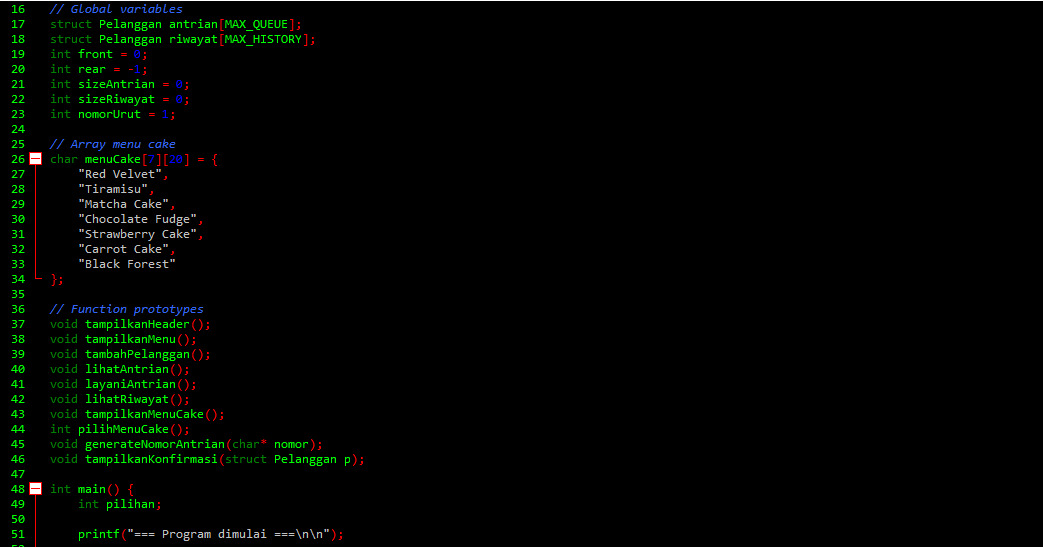 16 // Global variables
17 struct Pelanggan antrian[MAX_QUEUE];
18 struct Pelanggan riwayat[MAX_HISTORY];
19 int front = 0;
20 int rear = -1;
21 int sizeAntrian = 0;
22 int sizeRiwayat = 0;
23 int nomorUrut = 1;
24
25 // Array menu cake
26 char menuCake[7][20] = {
27     "Red Velvet",
28     "Tiramisu",
29     "Matcha Cake",
30     "Chocolate Fudge",
31     "Strawberry Cake",
32     "Carrot Cake",
33     "Black Forest"
34 };
35
36 // Function prototypes
37 void tampilkanHeader();
38 void tampilkanMenu();
39 void tambahPelanggan();
40 void lihatAntrian();
41 void layaniAntrian();
42 void lihatRiwayat();
43 void tampilkanMenuCake();
44 int pilihMenuCake();
45 void generateNomorAntrian(char* nomor);
46 void tampilkanKonfirmasi(struct Pelanggan p);
47
48 int main() {
49     int pilihan;
50
51     printf("=== Program dimulai ===\n\n");